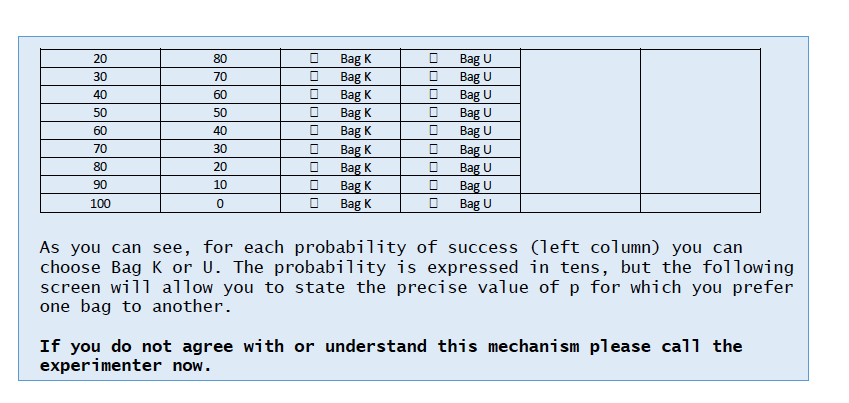 20 80 ☐ Bag K ☐ Bag U
30 70 ☐ Bag K ☐ Bag U
40 60 ☐ Bag K ☐ Bag U
50 50 ☐ Bag K ☐ Bag U
60 40 ☐ Bag K ☐ Bag U
70 30 ☐ Bag K ☐ Bag U
80 20 ☐ Bag K ☐ Bag U
90 10 ☐ Bag K ☐ Bag U
100 0 ☐ Bag K ☐ Bag U
As you can see, for each probability of success (left column) you can
choose Bag K or U. The probability is expressed in tens, but the following
screen will allow you to state the precise value of p for which you prefer
one bag to another.
If you do not agree with or understand this mechanism please call the
experimenter now.